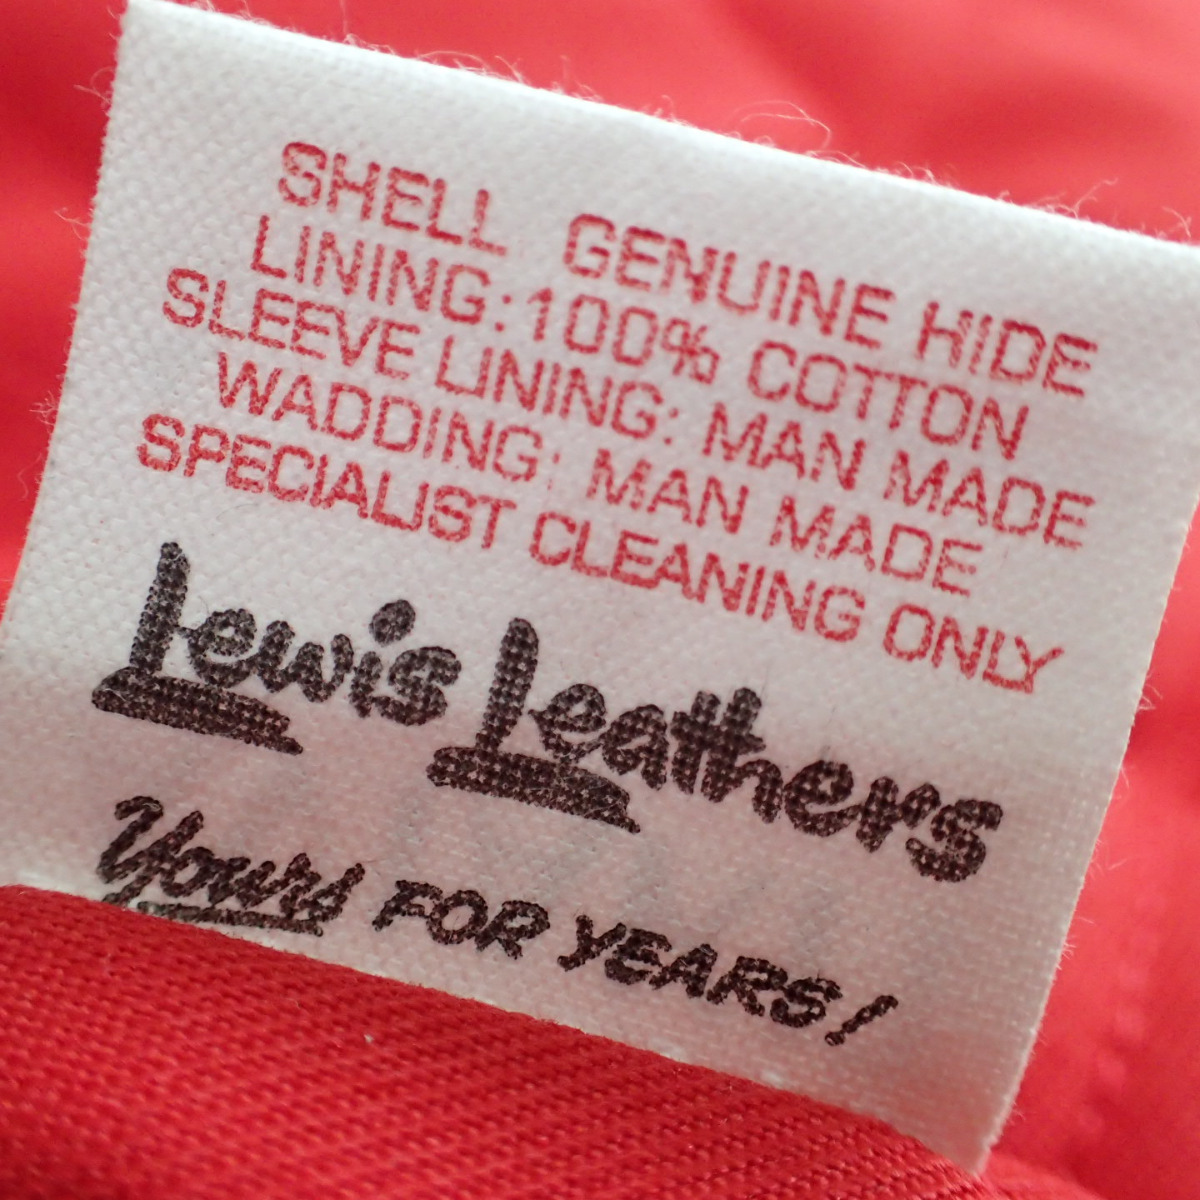 SHELL GENUINE HIDE
LINING: 100% COTTON
SLEEVE LINING: MAN MADE
WADDING: MAN MADE
SPECIALIST CLEANING ONLY
Lewis Leathers
Yours FOR YEARS!